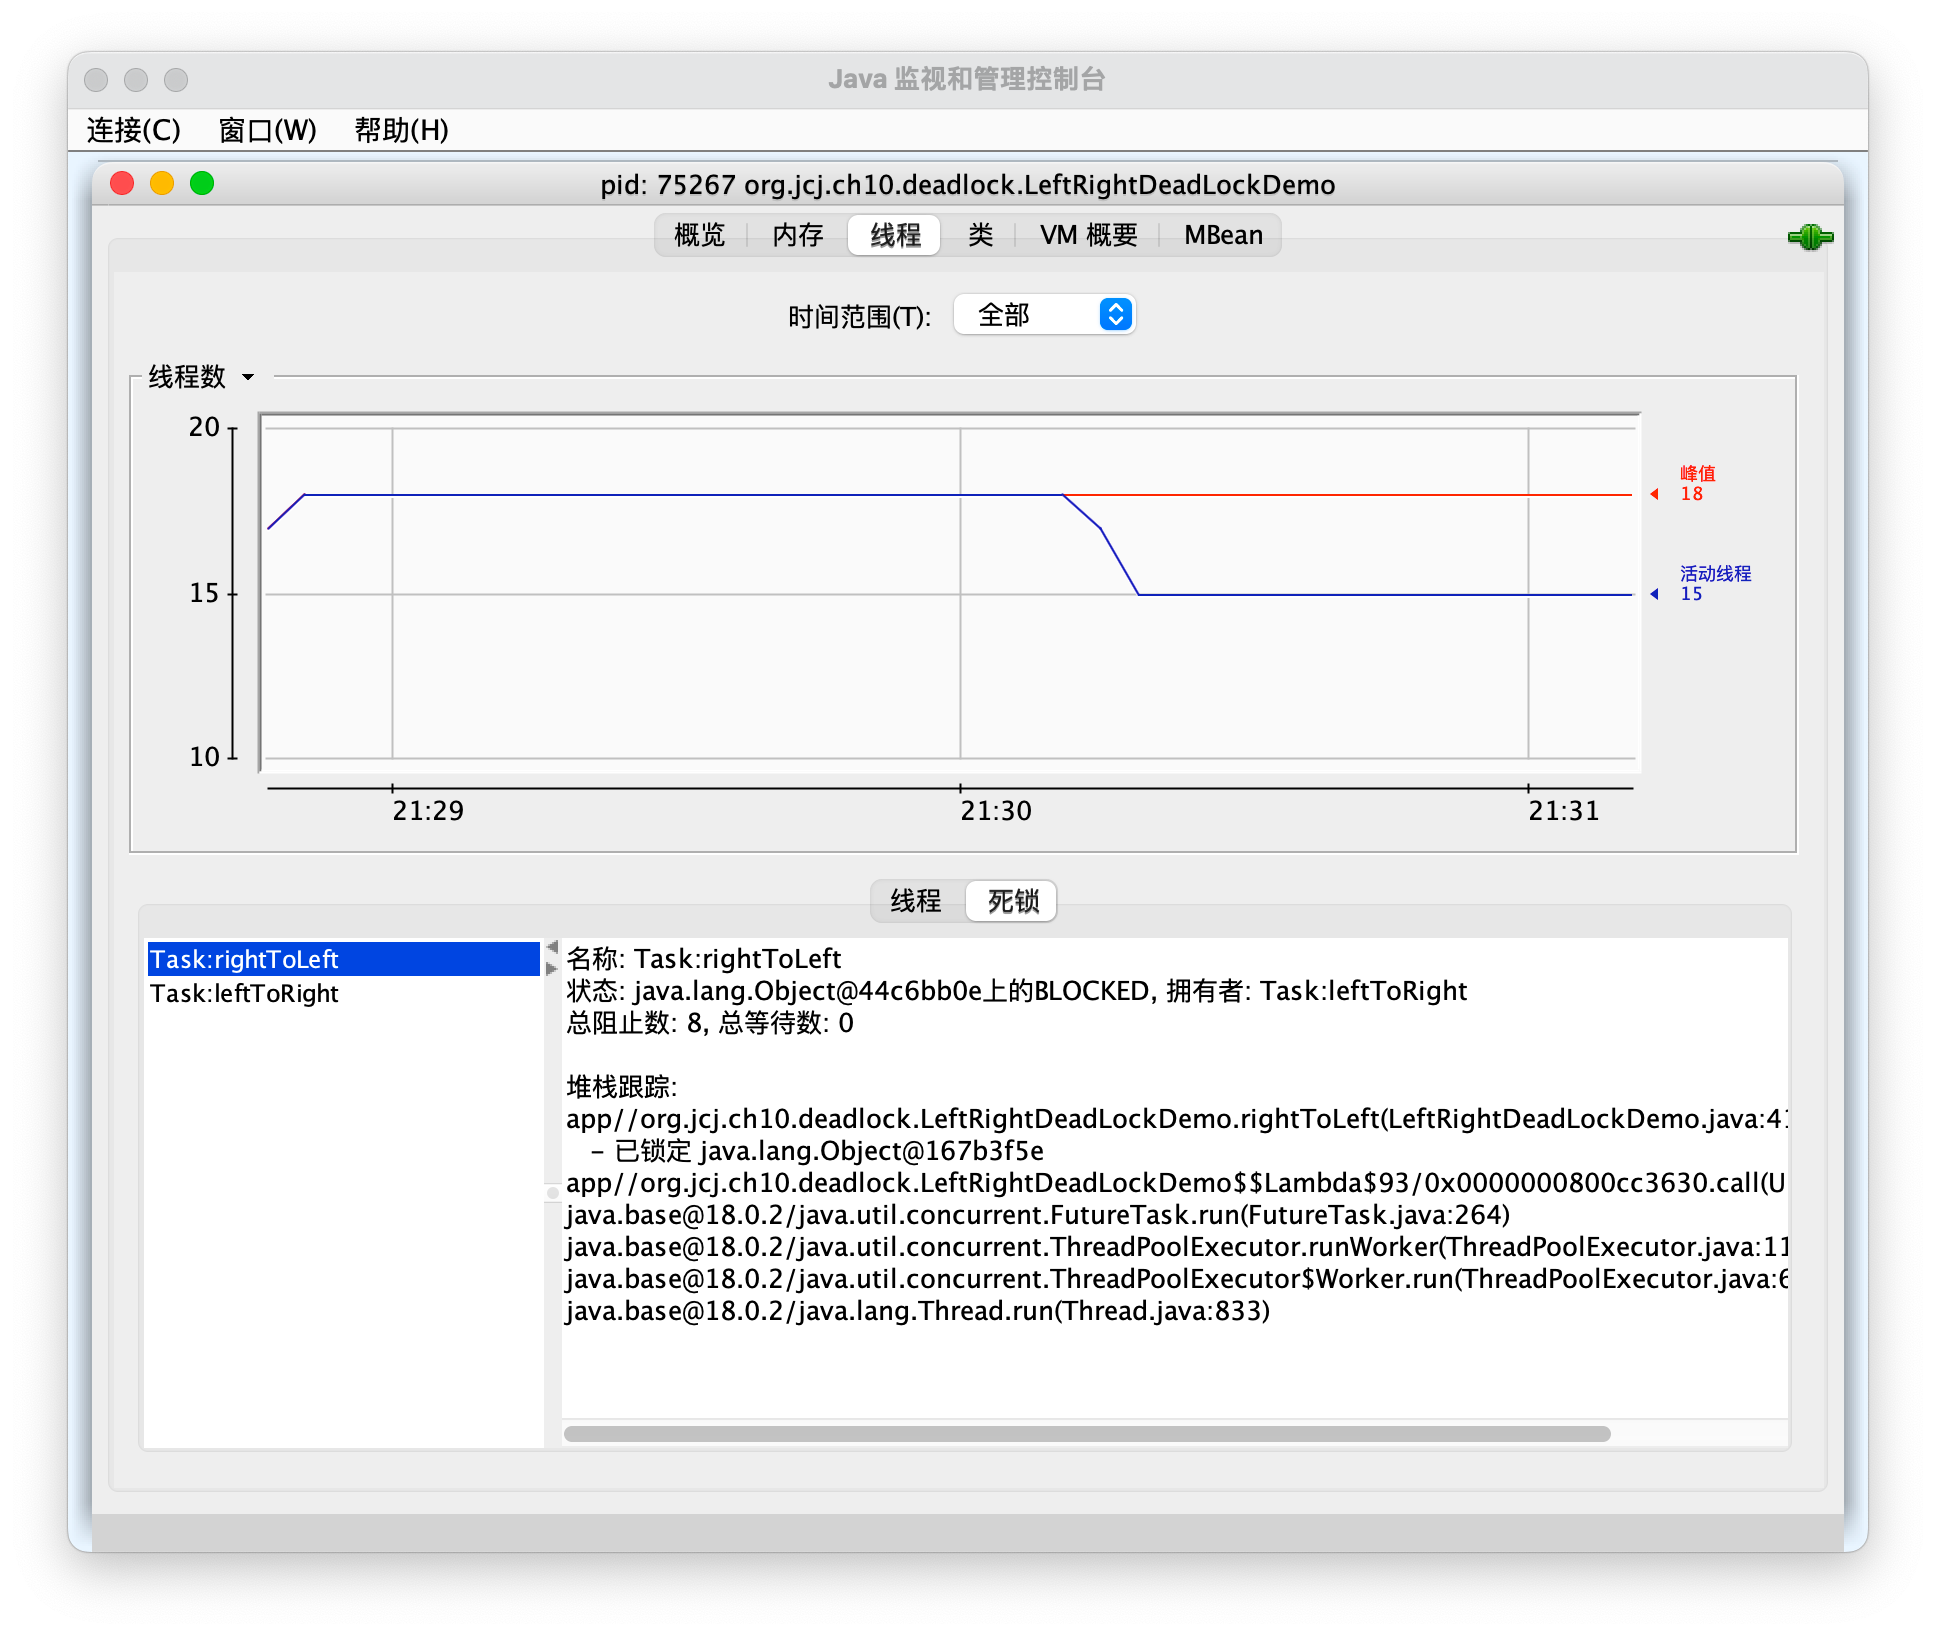 Java 监视和管理控制台
连接(C) 窗口(W) 帮助(H)
pid: 75267 org.jcj.ch10.deadlock.LeftRightDeadLockDemo
概览 内存 线程 类 VM 概要 MBean
时间范围(T): 全部
线程数
20
15
10
峰值
18
活动线程
15
21:29 21:30 21:31
线程 死锁
Task:rightToLeft
Task:leftToRight
名称: Task:rightToLeft
状态: java.lang.Object@44c6bb0e上的BLOCKED, 拥有者: Task:leftToRight
总阻止数: 8, 总等待数: 0
堆栈跟踪:
app//org.jcj.ch10.deadlock.LeftRightDeadLockDemo.rightToLeft(LeftRightDeadLockDemo.java:41
- 已锁定 java.lang.Object@167b3f5e
app//org.jcj.ch10.deadlock.LeftRightDeadLockDemo$$Lambda$93/0x0000000800cc3630.call(U
java.base@18.0.2/java.util.concurrent.FutureTask.run(FutureTask.java:264)
java.base@18.0.2/java.util.concurrent.ThreadPoolExecutor.runWorker(ThreadPoolExecutor.java:11
java.base@18.0.2/java.util.concurrent.ThreadPoolExecutor$Worker.run(ThreadPoolExecutor.java:6
java.base@18.0.2/java.lang.Thread.run(Thread.java:833)